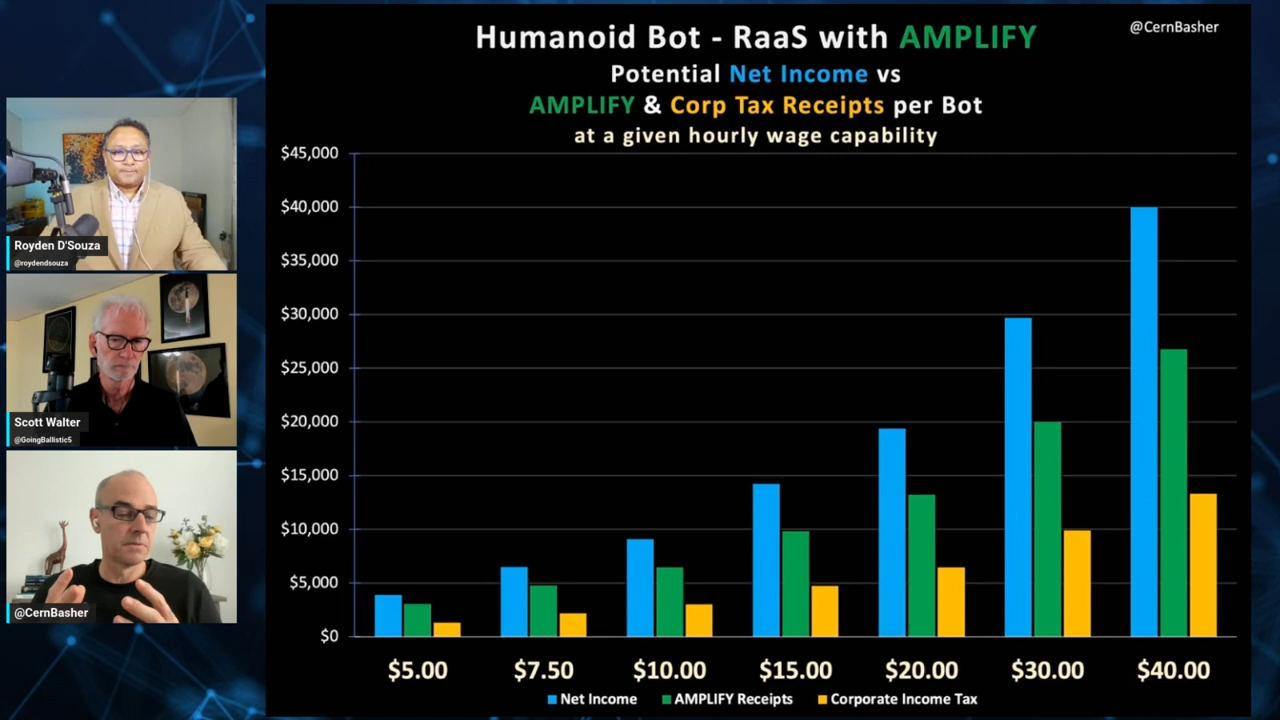 Humanoid Bot - RaaS with AMPLIFY
@CernBasher
Potential Net Income vs
AMPLIFY & Corp Tax Receipts per Bot
at a given hourly wage capability
$45,000
$40,000
$35,000
$30,000
$25,000
$20,000
$15,000
$10,000
$5,000
$0
$5.00 $7.50 $10.00 $15.00 $20.00 $30.00 $40.00
Net Income AMPLIFY Receipts Corporate Income Tax
Royden D'Souza
@roydendsouza
Scott Walter
@GoingBallistic5
@CernBasher